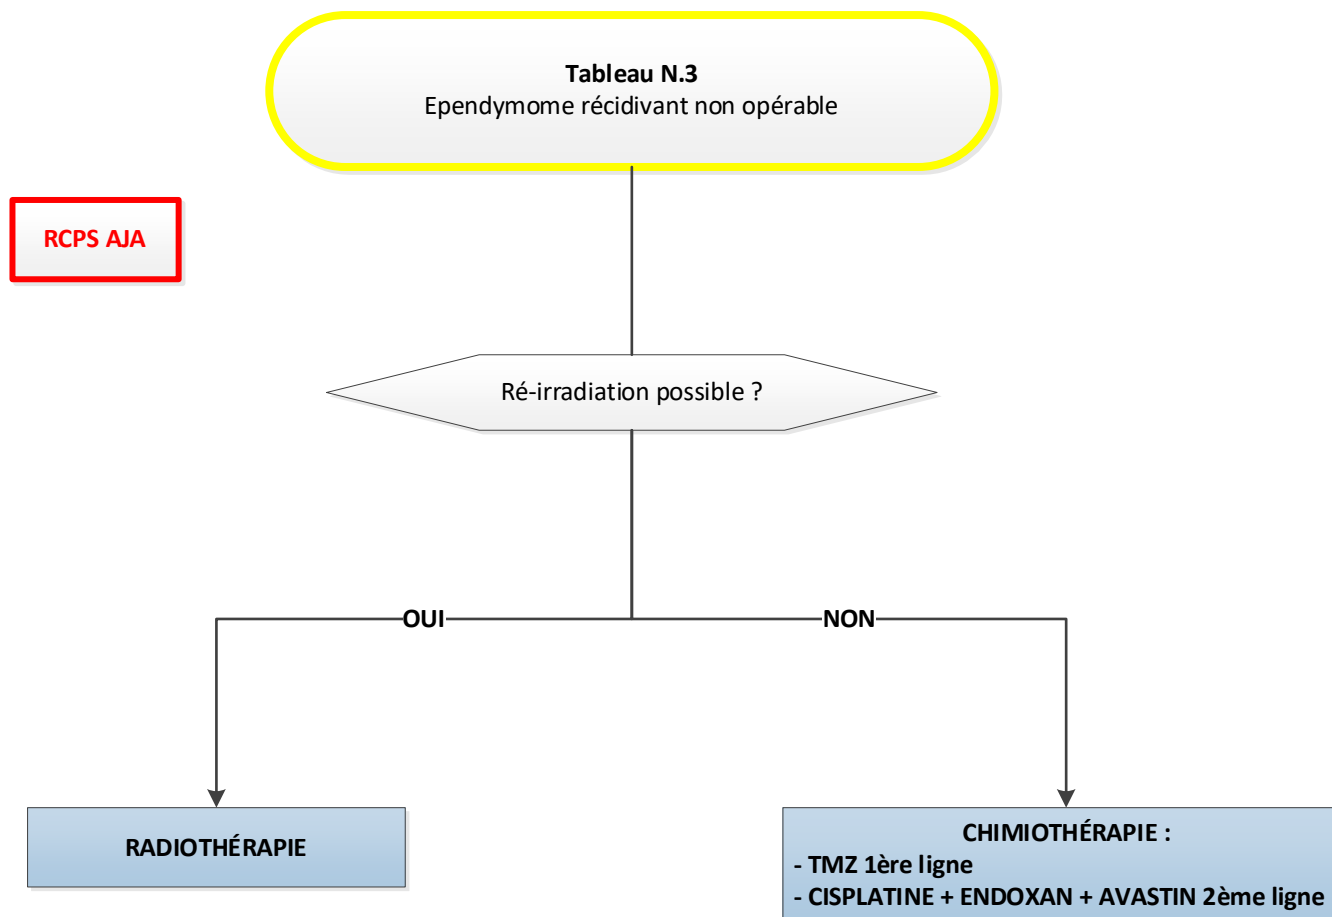 Tableau N.3
Ependymome récidivant non opérable
RCPS AJA
Ré-irradiation possible ?
OUI
NON
RADIOTHÉRAPIE
CHIMIOTHÉRAPIE :
- TMZ 1ère ligne
- CISPLATINE + ENDOXAN + AVASTIN 2ème ligne